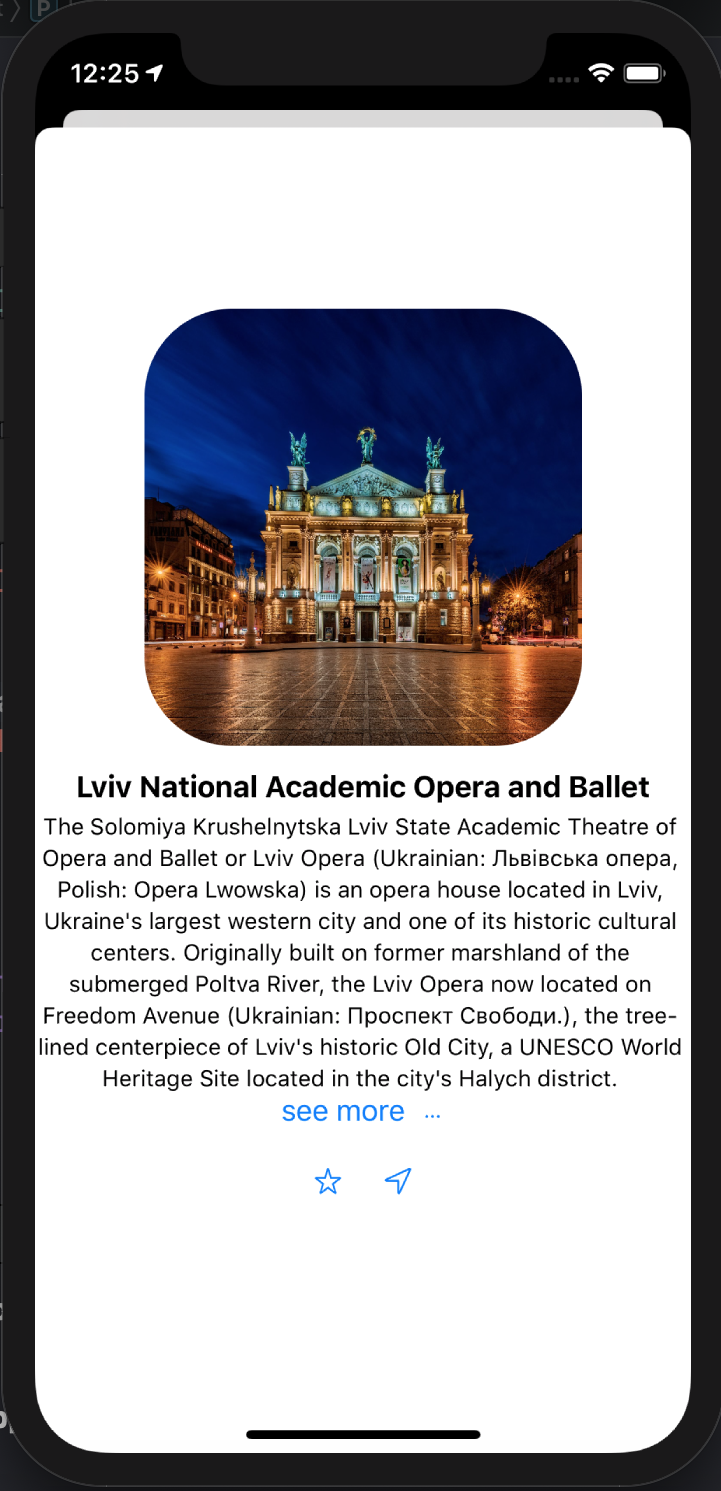 P
12:25
Lviv National Academic Opera and Ballet
The Solomiya Krushelnytska Lviv State Academic Theatre of
Opera and Ballet or Lviv Opera (Ukrainian: Львівська опера,
Polish: Opera Lwowska) is an opera house located in Lviv,
Ukraine's largest western city and one of its historic cultural
centers. Originally built on former marshland of the
submerged Poltva River, the Lviv Opera now located on
Freedom Avenue (Ukrainian: Проспект Свободи.), the tree-
lined centerpiece of Lviv's historic Old City, a UNESCO World
Heritage Site located in the city's Halych district.
see more ...